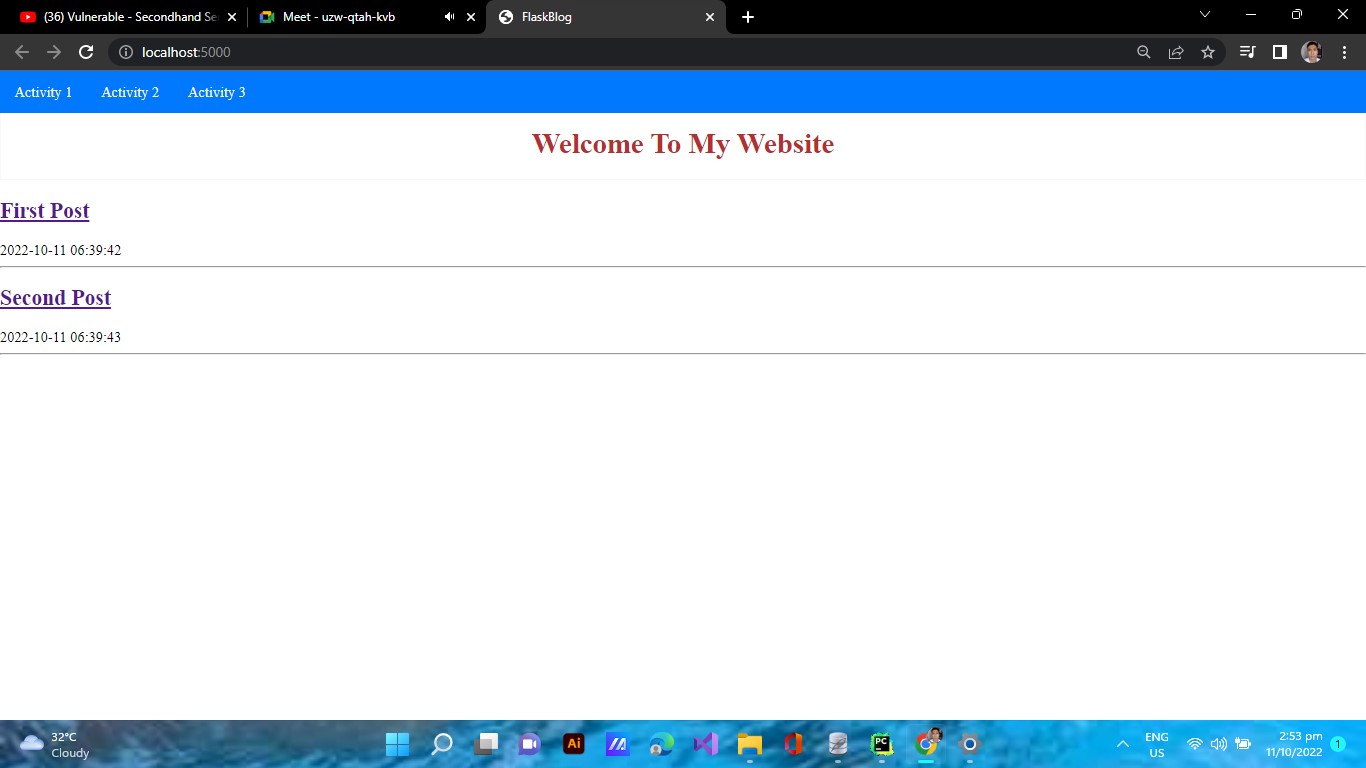 (36) Vulnerable - Secondhand Se
Meet - uzw-qtah-kvb
FlaskBlog
localhost:5000
Activity 1 Activity 2 Activity 3
Welcome To My Website
First Post
2022-10-11 06:39:42
Second Post
2022-10-11 06:39:43
32°C
Cloudy
Ai
PC
ENG
US
2:53 pm
11/10/2022
1